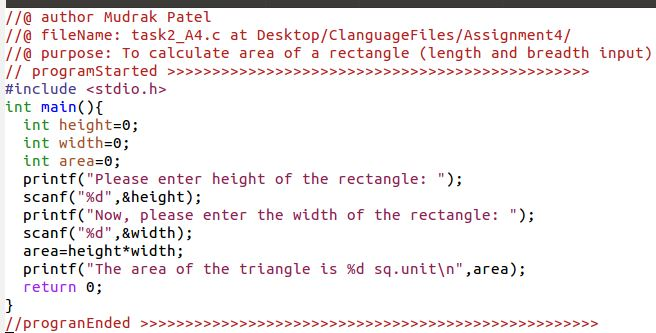 //@ author Mudrak Patel
//@ fileName: task2_A4.c at Desktop/ClanguageFiles/Assignment4/
//@ purpose: To calculate area of a rectangle (length and breadth input)
// programStarted >>>>>>>>>>>>>>>>>>>>>>>>>>>>>>>>>>>>>>>>>>>>>>>
#include <stdio.h>
int main(){
  int height=0;
  int width=0;
  int area=0;
  printf("Please enter height of the rectangle: ");
  scanf("%d",&height);
  printf("Now, please enter the width of the rectangle: ");
  scanf("%d",&width);
  area=height*width;
  printf("The area of the triangle is %d sq.unit\n",area);
  return 0;
}
//progranEnded >>>>>>>>>>>>>>>>>>>>>>>>>>>>>>>>>>>>>>>>>>>>>>>>>>>